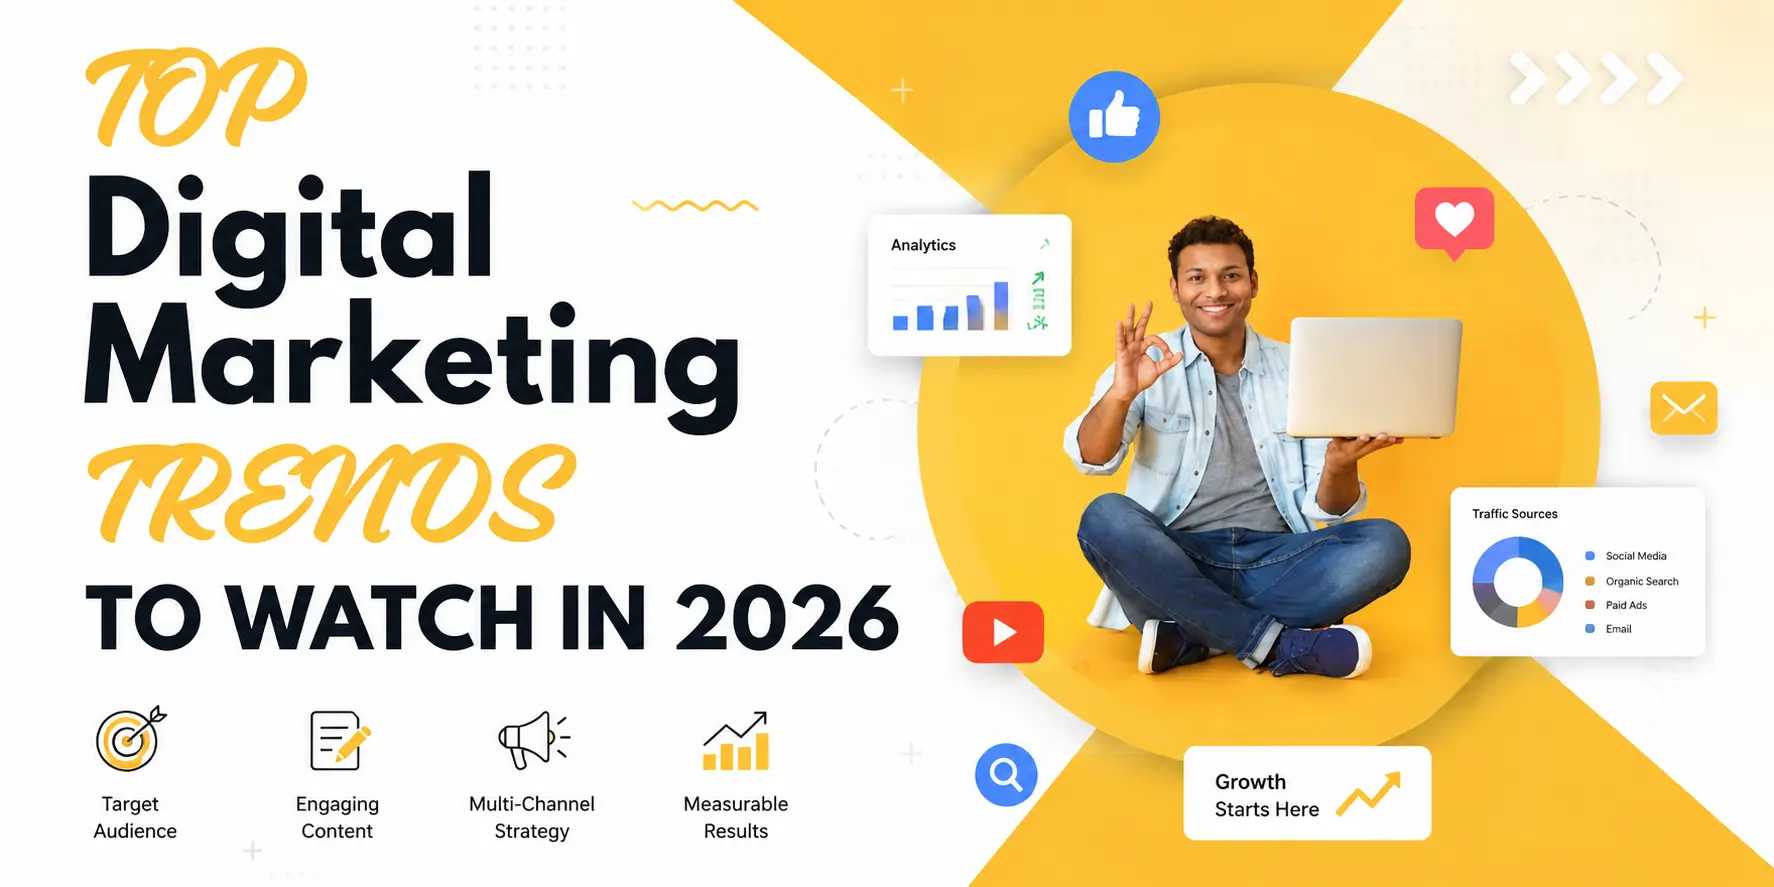 TOP
Digital
Marketing
TRENDS
TO WATCH IN 2026
Target
Audience
Engaging
Content
Multi-Channel
Strategy
Measurable
Results
Analytics
Traffic Sources
Social Media
Organic Search
Paid Ads
Email
Growth
Starts Here